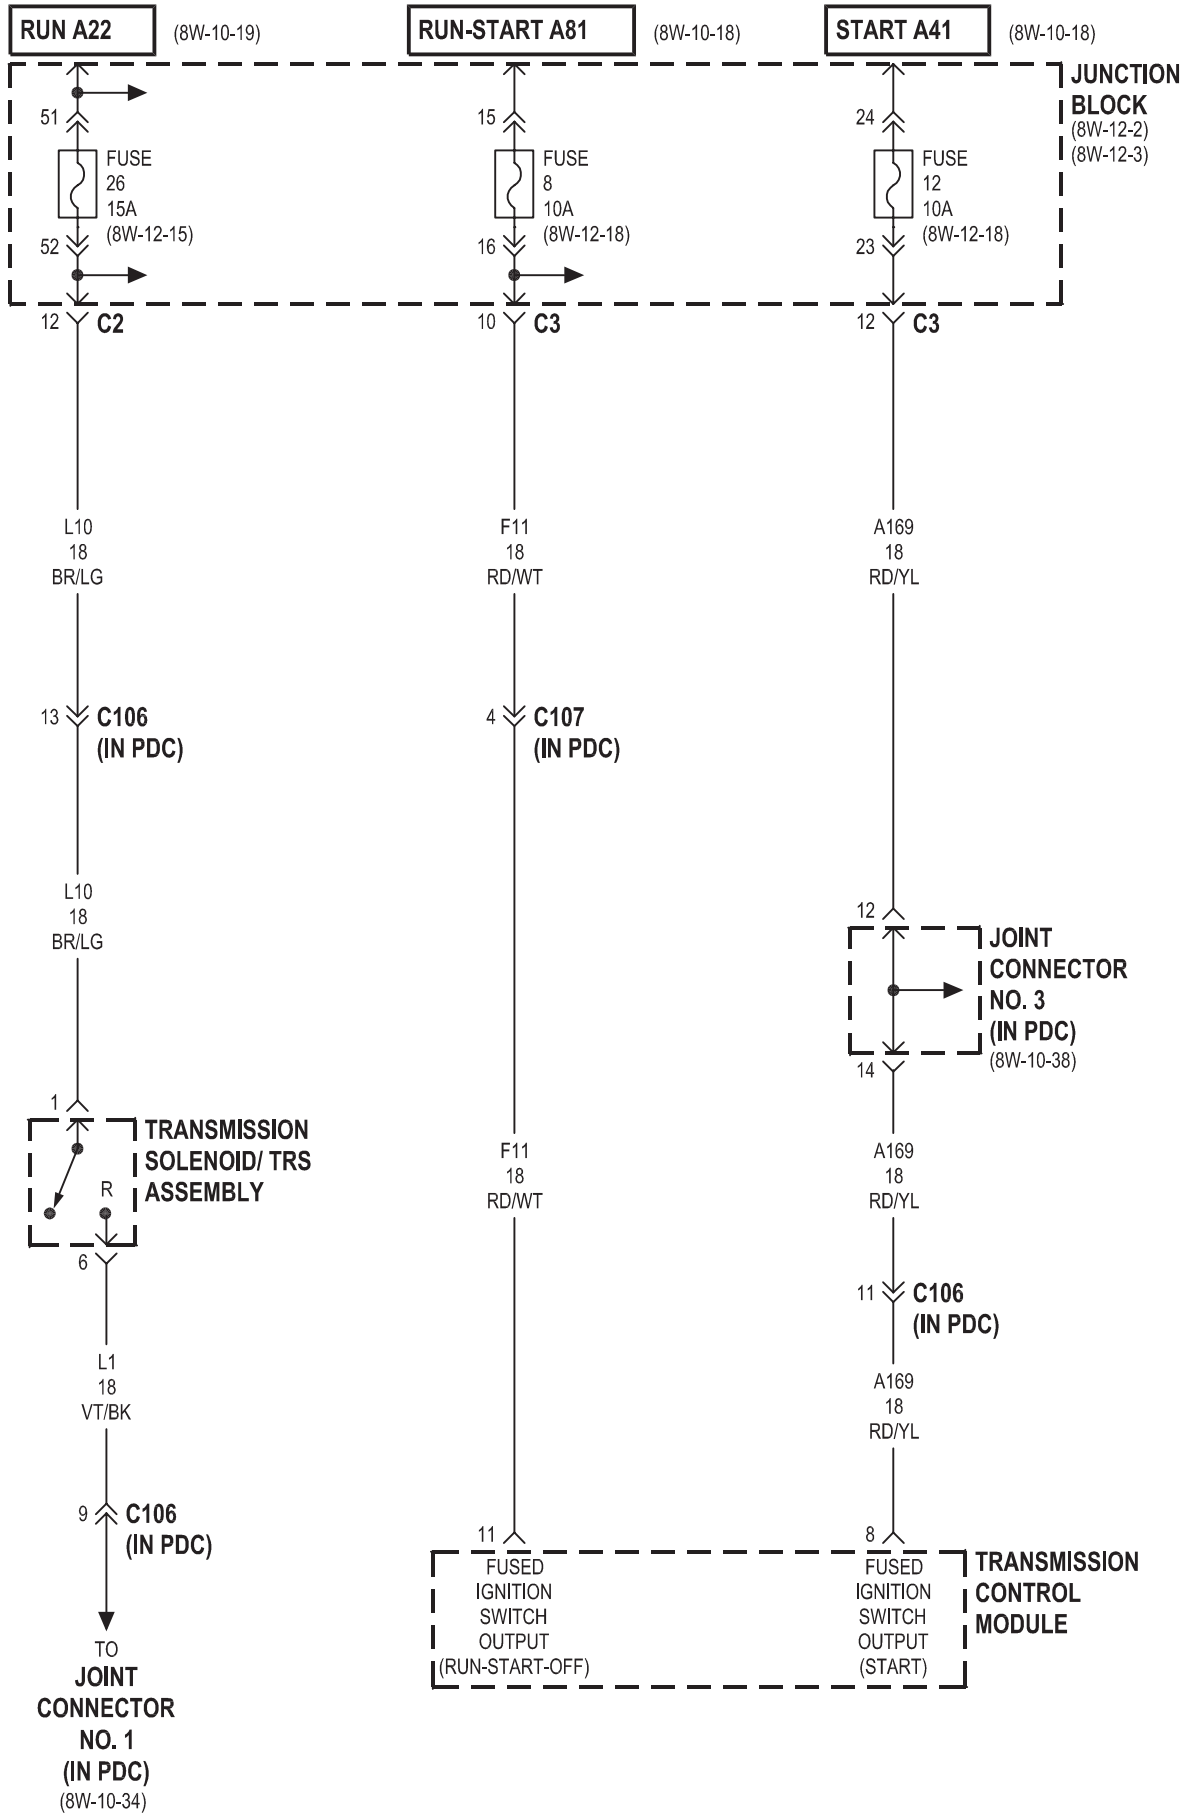 RUN A22 (8W-10-19) RUN-START A81 (8W-10-18) START A41 (8W-10-18)
JUNCTION
BLOCK
(8W-12-2)
(8W-12-3)
51 15 24
FUSE FUSE FUSE
26 8 12
15A 10A 10A
(8W-12-15) (8W-12-18) (8W-12-18)
52 16 23
12 C2 10 C3 12 C3
L10 F11 A169
18 18 18
BR/LG RD/WT RD/YL
13 C106 4 C107
(IN PDC) (IN PDC)
L10
18
BR/LG
12
JOINT
CONNECTOR
NO. 3
(IN PDC)
(8W-10-38)
14
1
TRANSMISSION
SOLENOID/ TRS
ASSEMBLY
R
6
F11 A169
18 18
RD/WT RD/YL
11 C106
(IN PDC)
L1 A169
18 18
VT/BK RD/YL
9 C106
(IN PDC)
11 8
TRANSMISSION
CONTROL
MODULE
FUSED FUSED
IGNITION IGNITION
SWITCH SWITCH
OUTPUT OUTPUT
(RUN-START-OFF) (START)
TO
JOINT
CONNECTOR
NO. 1
(IN PDC)
(8W-10-34)